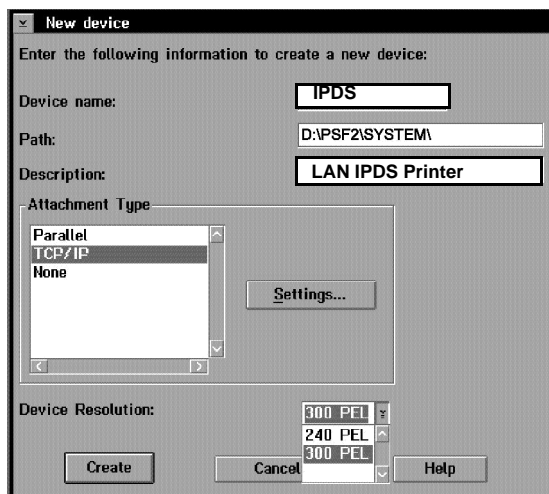 New device
Enter the following information to create a new device:
Device name: IPDS
Path: D:\PSF2\SYSTEM\
Description: LAN IPDS Printer
Attachment Type
Parallel
TCP/IP
None
Settings...
Device Resolution: 300 PEL
240 PEL
300 PEL
Create Cancel Help